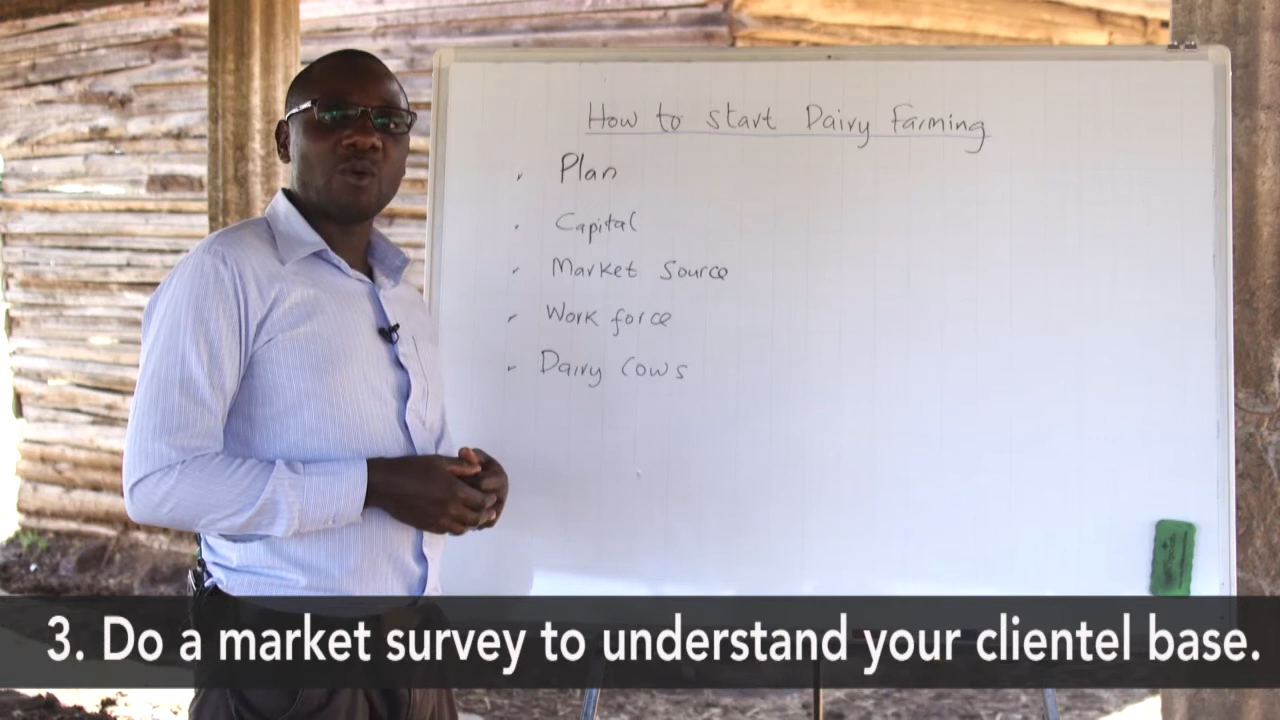 How to start Dairy Farming
Plan
Capital
Market Source
Work force
Dairy Cows
3. Do a market survey to understand your clientel base.